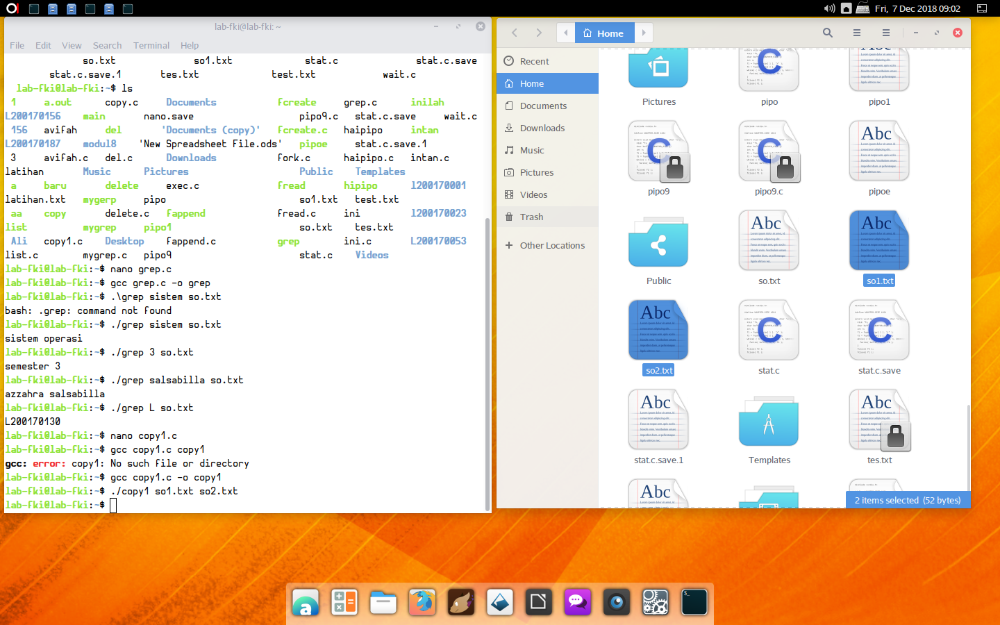 Fri, 7 Dec 2018 09:02
lab-fki@lab-fki: ~
File Edit View Search Terminal Help
so.txt so1.txt stat.c stat.c.save
stat.c.save.1 tes.txt test.txt wait.c
lab-fki@lab-fki:~$ ls
1 a.out copy.c Documents fcreate grep.c inilah
L200170156 main nano.save pipo9.c stat.c.save wait.c
156 avifah del 'Documents (copy)' fcreate.c haipipo intan
L200170187 modul8 'New Spreadsheet File.ods' pipoe stat.c.save.1
3 avifah.c del.c Downloads fork.c haipipo.c intan.c
latihan Music Pictures Public Templates
a baru delete exec.c fread hipipo l200170001
latihan.txt mygerp pipo so1.txt test.txt
aa copy delete.c fappend fread.c ini l200170023
list mygrep pipo1 so.txt tes.txt
Ali copy1.c Desktop fappend.c grep ini.c L200170053
list.c mygrep.c pipo9 stat.c Videos
lab-fki@lab-fki:~$ nano grep.c
lab-fki@lab-fki:~$ gcc grep.c -o grep
lab-fki@lab-fki:~$ .\grep sistem so.txt
bash: .grep: command not found
lab-fki@lab-fki:~$ ./grep sistem so.txt
sistem operasi
lab-fki@lab-fki:~$ ./grep 3 so.txt
semester 3
lab-fki@lab-fki:~$ ./grep salsabilla so.txt
azzahra salsabilla
lab-fki@lab-fki:~$ ./grep L so.txt
L200170130
lab-fki@lab-fki:~$ nano copy1.c
lab-fki@lab-fki:~$ gcc copy1.c copy1
gcc: error: copy1: No such file or directory
lab-fki@lab-fki:~$ gcc copy1.c -o copy1
lab-fki@lab-fki:~$ ./copy1 so1.txt so2.txt
lab-fki@lab-fki:~$
Home
Recent
Home
Documents
Downloads
Music
Pictures
Videos
Trash
Other Locations
Pictures pipo pipo1
pipo9 pipo9.c pipoe
Public so.txt so1.txt
so2.txt stat.c stat.c.save
stat.c.save.1 Templates tes.txt
2 items selected (52 bytes)